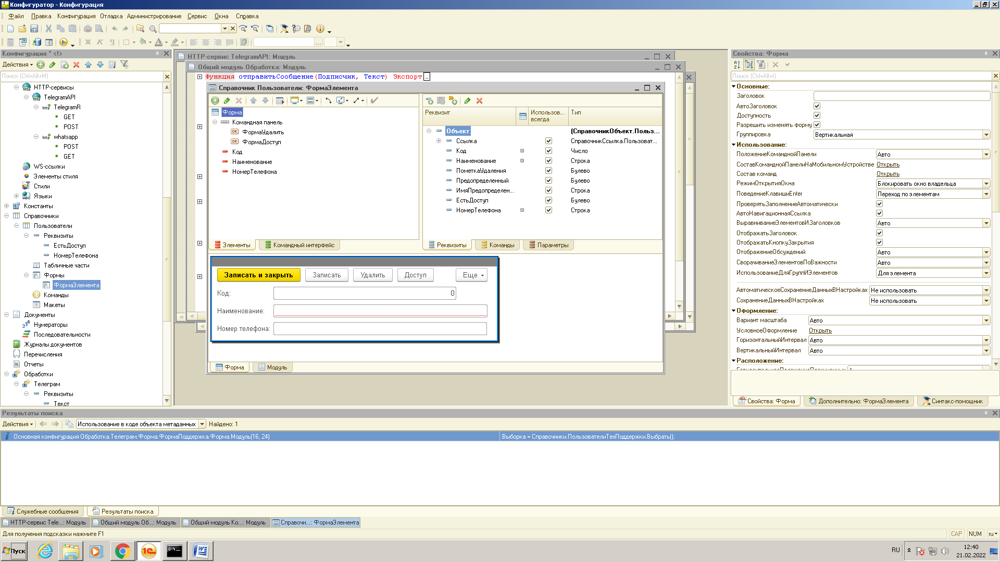 Конфигуратор - Конфигурация
Файл Правка Конфигурация Отладка Администрирование Сервис Окна Справка
Ж К Ч
Конфигурация * <!>
Действия
Поиск (Ctrl+Alt+M)
HTTP-сервисы
TelegramAPI
TelegramR
GET
POST
whatsapp
POST
GET
WS-ссылки
Элементы стиля
Стили
Языки
Константы
Справочники
Пользователи
Реквизиты
ЕстьДоступ
НомерТелефона
Табличные части
Формы
ФормаЭлемента
Команды
Макеты
Документы
Нумераторы
Последовательности
Журналы документов
Перечисления
Отчеты
Обработки
Телеграм
Реквизиты
Текст
HTTP-сервис TelegramAPI: Модуль
Общий модуль Обработка: Модуль
Функция отправитьСообщение(Подписчик, Текст) Экспорт...
Справочник Пользователи: ФормаЭлемента
Форма
Командная панель
ФормаУдалить
ФормаДоступ
Код
Наименование
НомерТелефона
Элементы Командный интерфейс
Реквизит Использов... всегда Тип
Объект (СправочникОбъект.Польз...
Ссылка СправочникСсылка.Пользоват...
Код Число
Наименование Строка
ПометкаУдаления Булево
Предопределенный Булево
ИмяПредопределен... Строка
ЕстьДоступ Булево
НомерТелефона Строка
Реквизиты Команды Параметры
Записать и закрыть Записать Удалить Доступ Еще
Код: 0
Наименование:
Номер телефона:
Форма Модуль
Свойства: Форма
Поиск (Ctrl+Alt+I)
Основные:
Заголовок
АвтоЗаголовок
Доступность
Разрешить изменять форму
Группировка Вертикальная
Использование:
ПоложениеКоманднойПанели Авто
СоставКоманднойПанелиНаМобильномУстройстве Открыть
Состав команд Открыть
РежимОткрытияОкна Блокировать окно владельца
ПоведениеКлавишиEnter Переход по элементам
ПроверятьЗаполнениеАвтоматически
АвтоНавигационнаяСсылка
ВыравниваниеЭлементовИЗаголовков Авто
ОтображатьЗаголовок
ОтображатьКнопкуЗакрытия
ОтображениеОбсуждений Авто
СворачиваниеЭлементовПоВажности Авто
ИспользованиеДляГруппИЭлементов Для элемента
АвтоматическоеСохранениеДанныхВНастройках Не использовать
СохранениеДанныхВНастройках Не использовать
Оформление:
Вариант масштаба Авто
УсловноеОформление Открыть
ГоризонтальныйИнтервал Авто
ВертикальныйИнтервал Авто
Расположение:
Свойства: Форма Дополнительно: ФормаЭлемента Синтакс-помощник
Результаты поиска
Действия Использование в коде объекта метаданных Найдено: 1
Основная конфигурация Обработка.Телеграм.Форма.ФормаПоддержка.Форма.Модуль(16, 24) Выборка = Справочники.ПользователиТехПоддержки.Выбрать();
Служебные сообщения Результаты поиска
HTTP-сервис Теле...: Модуль Общий модуль Об...: Модуль Общий модуль Ко...: Модуль Справочн...: ФормаЭлемента
Для получения подсказки нажмите F1 CAP NUM ru
Пуск RU 12:40
21.02.2022